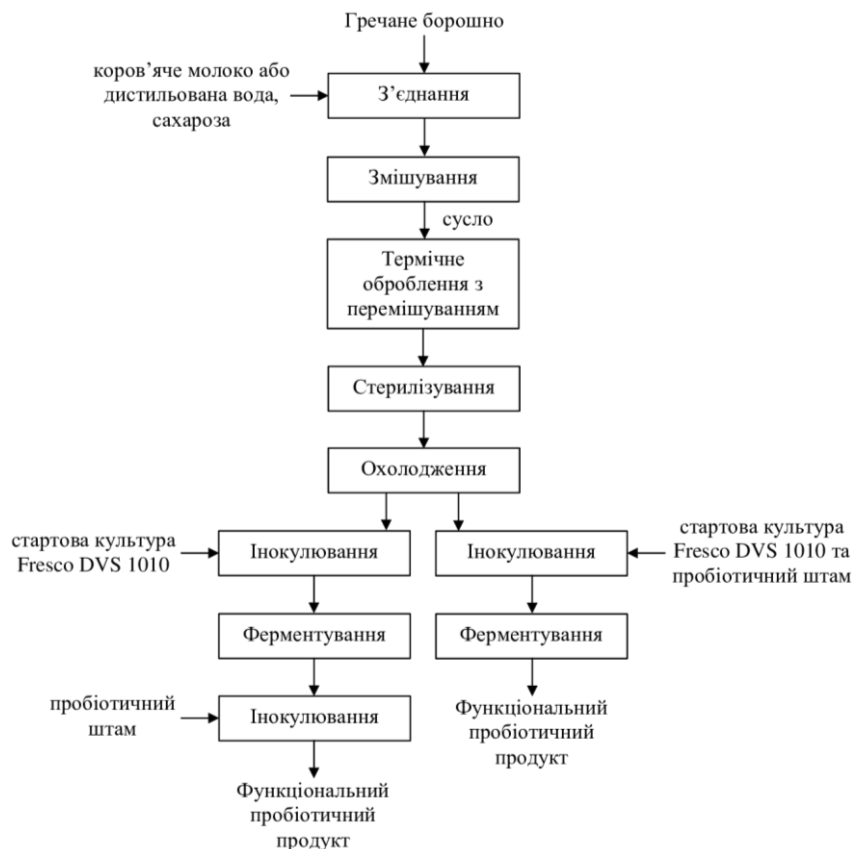 Гречане борошно
коров’яче молоко або
дистильована вода,
сахароза
З’єднання
Змішування
сусло
Термічне
оброблення з
перемішуванням
Стерилізування
Охолодження
стартова культура
Fresco DVS 1010
Інокулювання
Інокулювання
стартова культура
Fresco DVS 1010 та
пробіотичний штам
Ферментування
Ферментування
пробіотичний
штам
Інокулювання
Функціональний
пробіотичний
продукт
Функціональний
пробіотичний
продукт